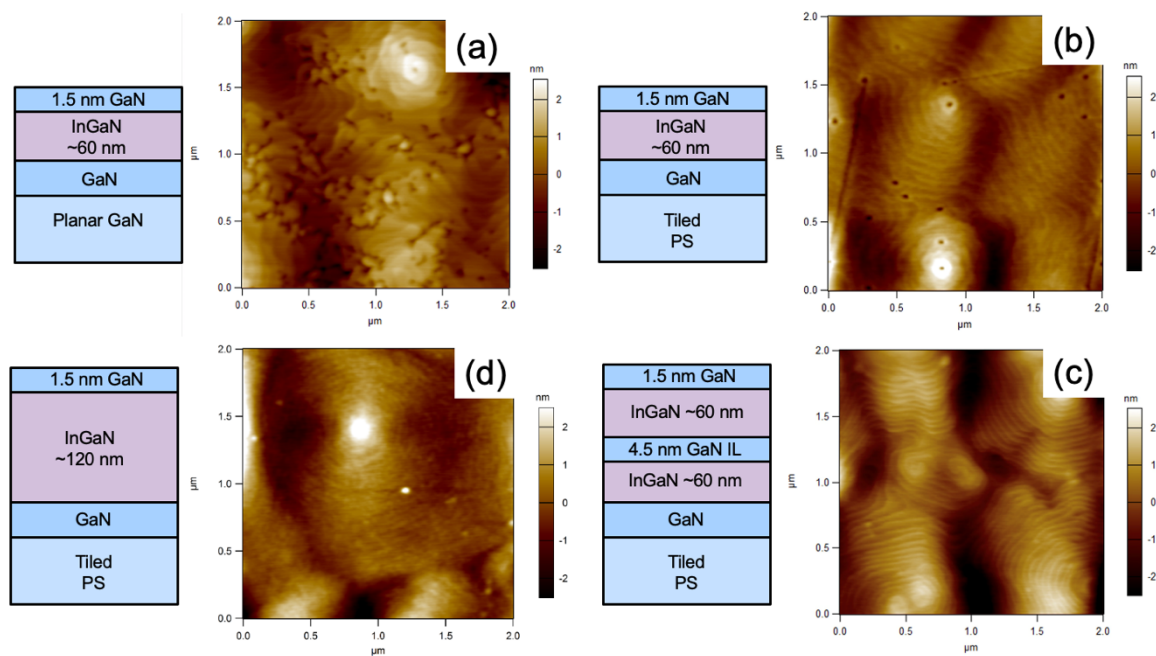 (a)
2.0
1.5
1.0
0.5
0.0
µm
0.0
0.5
1.0
1.5
2.0
µm
nm
2
1
0
-1
-2
1.5 nm GaN
InGaN
~60 nm
GaN
Planar GaN
(b)
2.0
1.5
1.0
0.5
0.0
µm
0.0
0.5
1.0
1.5
2.0
µm
nm
2
1
0
-1
-2
1.5 nm GaN
InGaN
~60 nm
GaN
Tiled
PS
(d)
2.0
1.5
1.0
0.5
0.0
µm
0.0
0.5
1.0
1.5
2.0
µm
nm
2
1
0
-1
-2
1.5 nm GaN
InGaN
~120 nm
GaN
Tiled
PS
(c)
2.0
1.5
1.0
0.5
0.0
µm
0.0
0.5
1.0
1.5
2.0
µm
nm
2
1
0
-1
-2
1.5 nm GaN
InGaN ~60 nm
4.5 nm GaN IL
InGaN ~60 nm
GaN
Tiled
PS